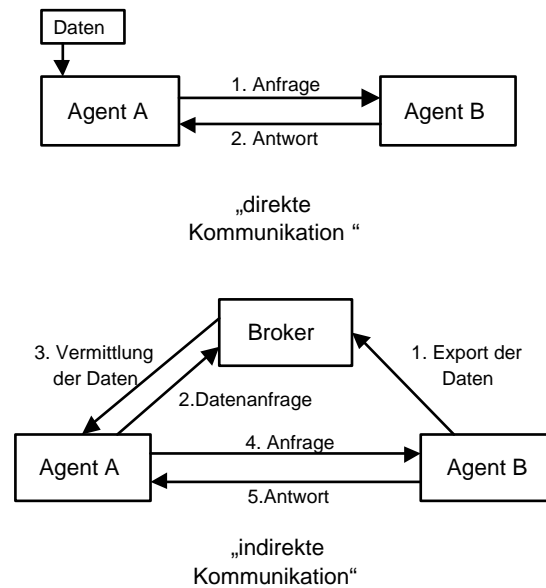 Daten
1. Anfrage
Agent A
Agent B
2. Antwort
„direkte
Kommunikation “
Broker
3. Vermittlung
der Daten
1. Export der
Daten
2.Datenanfrage
4. Anfrage
Agent A
Agent B
5.Antwort
„indirekte
Kommunikation“